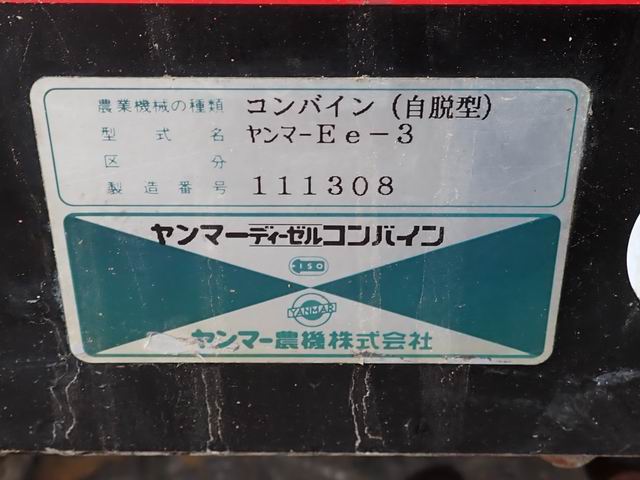 農業機械の種類 コンバイン(自脱型)
型式名 ヤンマーEe-3
区分
製造番号 111308
ヤンマーディーゼルコンバイン
ISO
YANMAR
ヤンマー農機株式会社